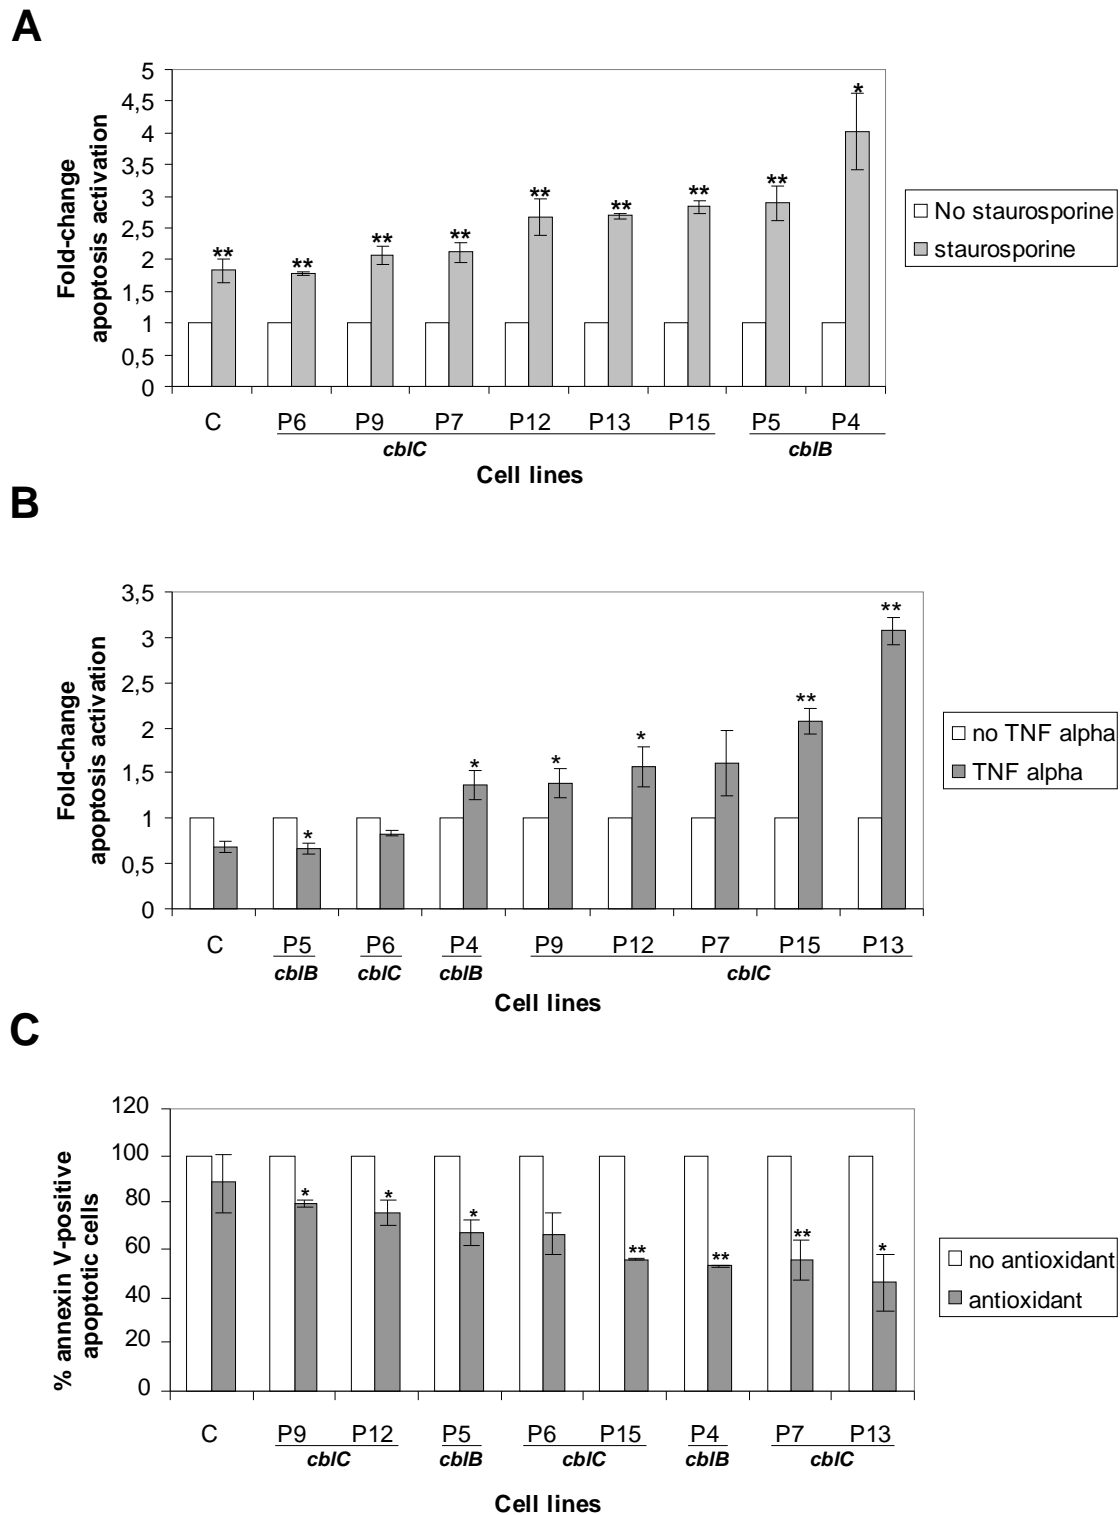 A
Fold-change
apoptosis activation
5
4,5
4
3,5
3
2,5
2
1,5
1
0,5
0
** ** ** ** ** ** ** ** *
No staurosporine
staurosporine
C P6 P9 P7 P12 P13 P15 P5 P4
cblC cblB
Cell lines
B
Fold-change
apoptosis activation
3,5
3
2,5
2
1,5
1
0,5
0
* * * * ** **
no TNF alpha
TNF alpha
C P5 P6 P4 P9 P12 P7 P15 P13
cblB cblC cblB cblC
Cell lines
C
% annexin V-positive
apoptotic cells
120
100
80
60
40
20
0
* * * ** ** ** *
no antioxidant
antioxidant
C P9 P12 P5 P6 P15 P4 P7 P13
cblC cblB cblC cblB cblC
Cell lines